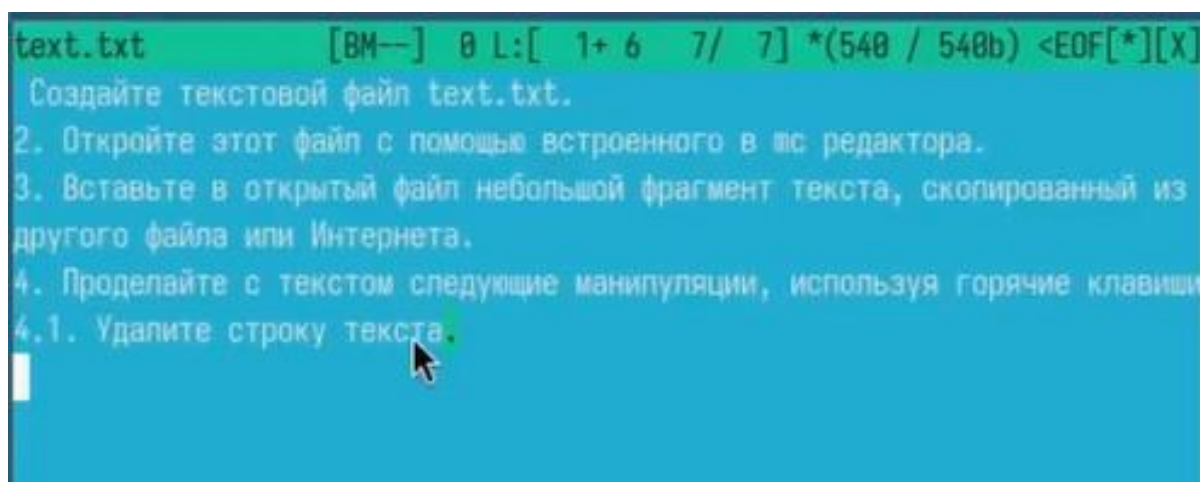 text.txt [BM--] 0 L:[ 1+ 6 7/ 7] *(540 / 540b) <EOF[*][X]
Создайте текстовой файл text.txt.
2. Откройте этот файл с помощью встроенного в mc редактора.
3. Вставьте в открытый файл небольшой фрагмент текста, скопированный из
другого файла или Интернета.
4. Проделайте с текстом следующие манипуляции, используя горячие клавиши
4.1. Удалите строку текста.